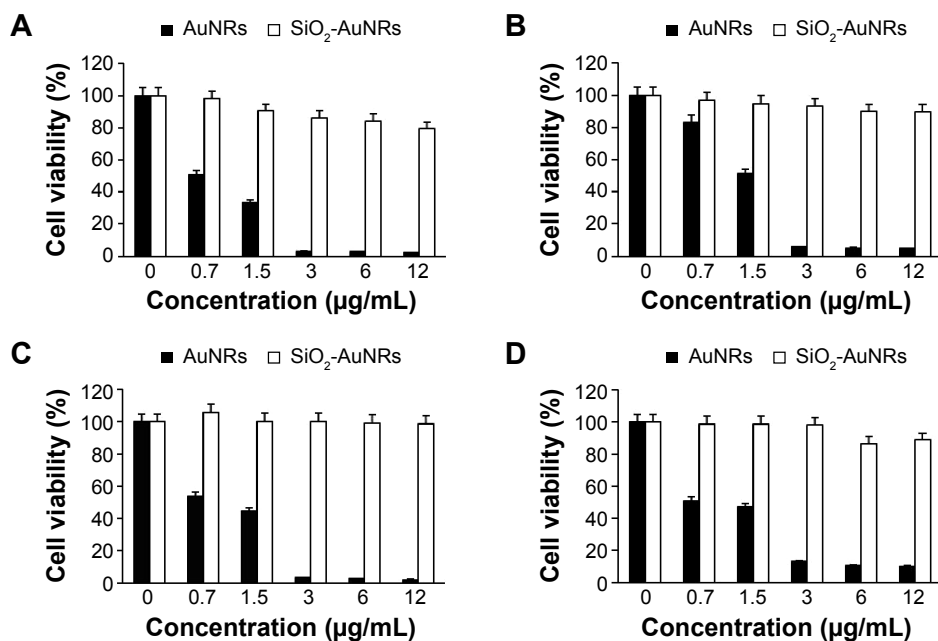 A
AuNRs SiO₂-AuNRs
Cell viability (%)
120
100
80
60
40
20
0
0 0.7 1.5 3 6 12
Concentration (µg/mL)
B
AuNRs SiO₂-AuNRs
Cell viability (%)
120
100
80
60
40
20
0
0 0.7 1.5 3 6 12
Concentration (µg/mL)
C
AuNRs SiO₂-AuNRs
Cell viability (%)
120
100
80
60
40
20
0
0 0.7 1.5 3 6 12
Concentration (µg/mL)
D
AuNRs SiO₂-AuNRs
Cell viability (%)
120
100
80
60
40
20
0
0 0.7 1.5 3 6 12
Concentration (µg/mL)